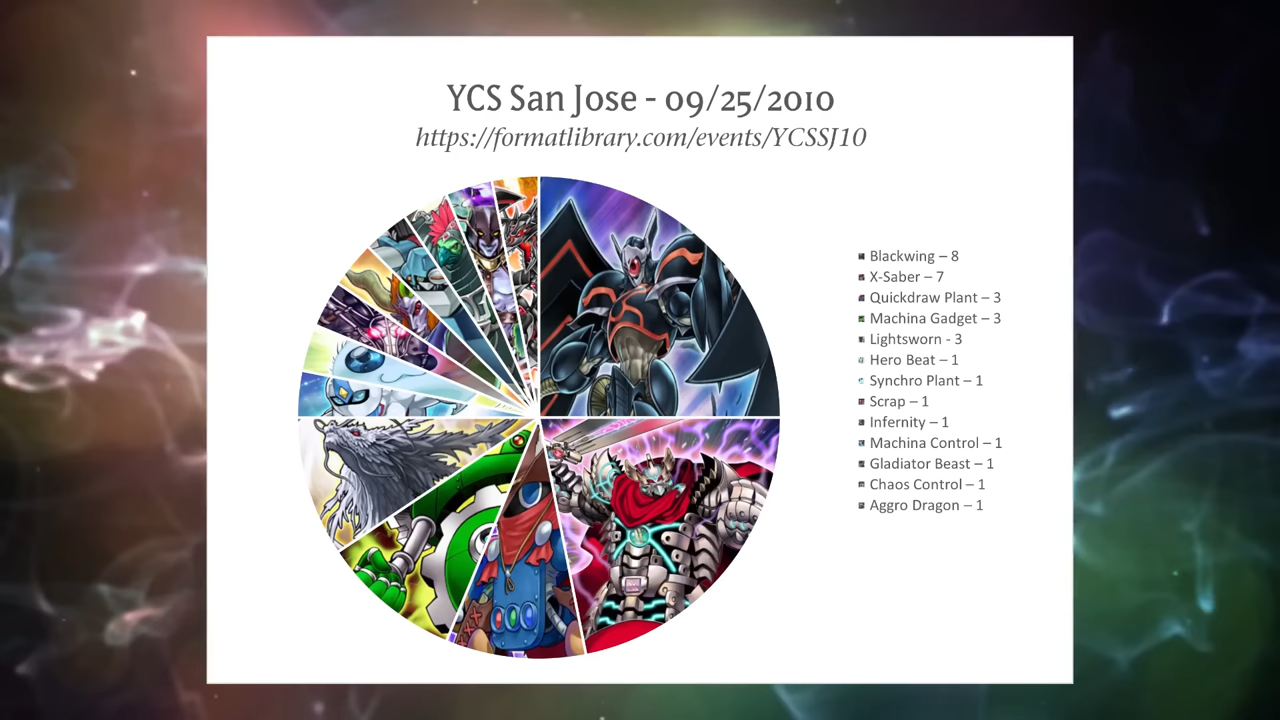 YCS San Jose - 09/25/2010
https://formatlibrary.com/events/YCSSJ10
Blackwing – 8
X-Saber – 7
Quickdraw Plant – 3
Machina Gadget – 3
Lightsworn - 3
Hero Beat – 1
Synchro Plant – 1
Scrap – 1
Infernity – 1
Machina Control – 1
Gladiator Beast – 1
Chaos Control – 1
Aggro Dragon – 1